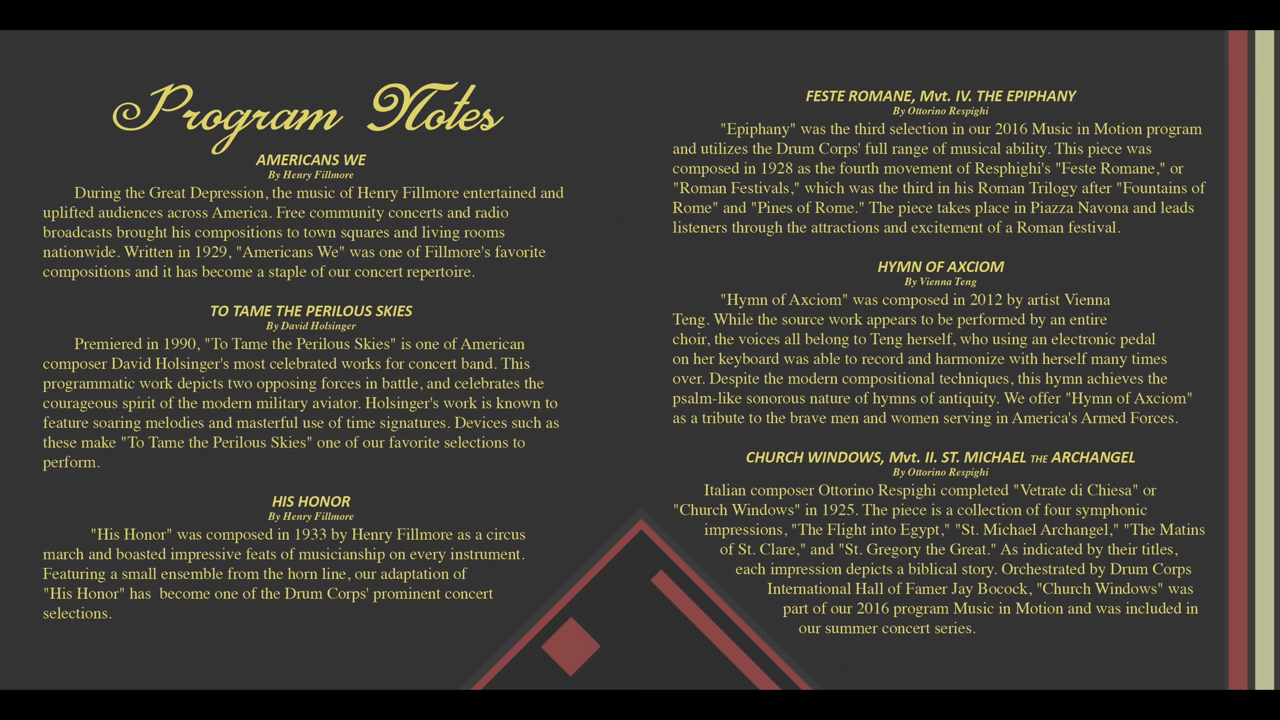 Program Notes
AMERICANS WE
By Henry Fillmore
During the Great Depression, the music of Henry Fillmore entertained and
uplifted audiences across America. Free community concerts and radio
broadcasts brought his compositions to town squares and living rooms
nationwide. Written in 1929, "Americans We" was one of Fillmore's favorite
compositions and it has become a staple of our concert repertoire.
TO TAME THE PERILOUS SKIES
By David Holsinger
Premiered in 1990, "To Tame the Perilous Skies" is one of American
composer David Holsinger's most celebrated works for concert band. This
programmatic work depicts two opposing forces in battle, and celebrates the
courageous spirit of the modern military aviator. Holsinger's work is known to
feature soaring melodies and masterful use of time signatures. Devices such as
these make "To Tame the Perilous Skies" one of our favorite selections to
perform.
HIS HONOR
By Henry Fillmore
"His Honor" was composed in 1933 by Henry Fillmore as a circus
march and boasted impressive feats of musicianship on every instrument.
Featuring a small ensemble from the horn line, our adaptation of
"His Honor" has become one of the Drum Corps' prominent concert
selections.
FESTE ROMANE, Mvt. IV. THE EPIPHANY
By Ottorino Respighi
"Epiphany" was the third selection in our 2016 Music in Motion program
and utilizes the Drum Corps' full range of musical ability. This piece was
composed in 1928 as the fourth movement of Resphighi's "Feste Romane," or
"Roman Festivals," which was the third in his Roman Trilogy after "Fountains of
Rome" and "Pines of Rome." The piece takes place in Piazza Navona and leads
listeners through the attractions and excitement of a Roman festival.
HYMN OF AXCIOM
By Vienna Teng
"Hymn of Axciom" was composed in 2012 by artist Vienna
Teng. While the source work appears to be performed by an entire
choir, the voices all belong to Teng herself, who using an electronic pedal
on her keyboard was able to record and harmonize with herself many times
over. Despite the modern compositional techniques, this hymn achieves the
psalm-like sonorous nature of hymns of antiquity. We offer "Hymn of Axciom"
as a tribute to the brave men and women serving in America's Armed Forces.
CHURCH WINDOWS, Mvt. II. ST. MICHAEL THE ARCHANGEL
By Ottorino Respighi
Italian composer Ottorino Respighi completed "Vetrate di Chiesa" or
"Church Windows" in 1925. The piece is a collection of four symphonic
impressions, "The Flight into Egypt," "St. Michael Archangel," "The Matins
of St. Clare," and "St. Gregory the Great." As indicated by their titles,
each impression depicts a biblical story. Orchestrated by Drum Corps
International Hall of Famer Jay Bocock, "Church Windows" was
part of our 2016 program Music in Motion and was included in
our summer concert series.